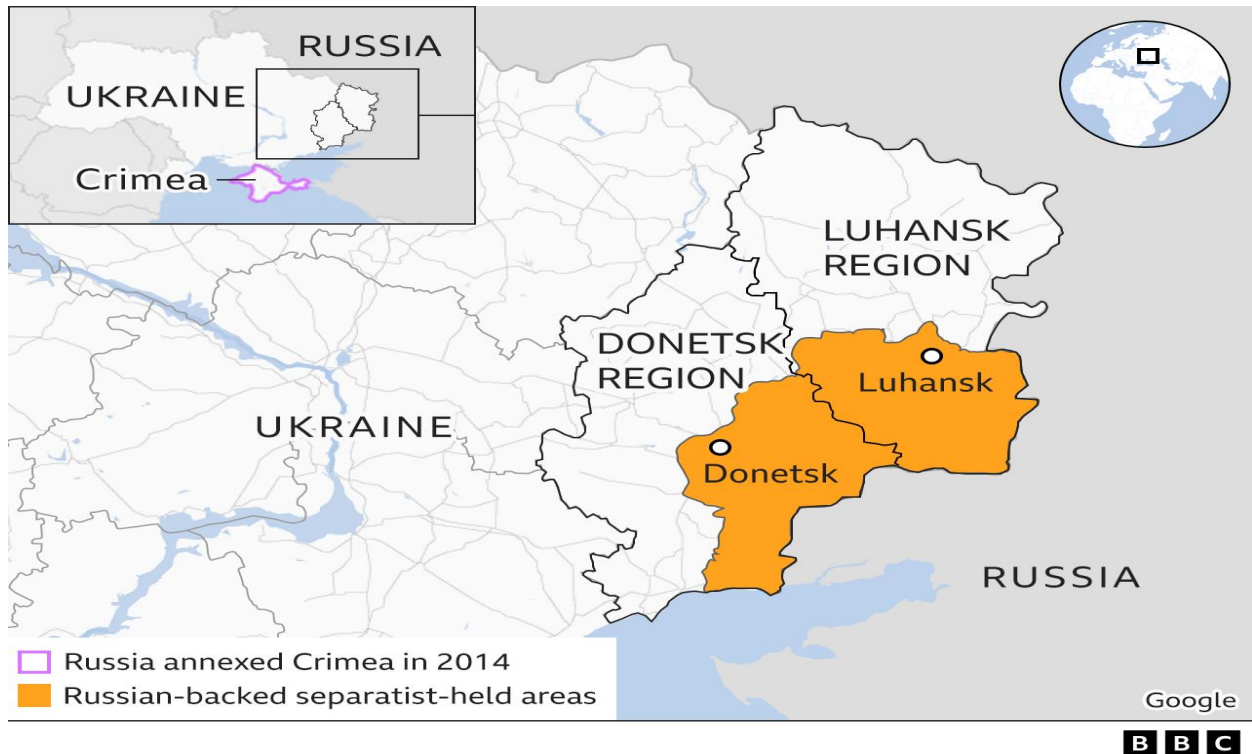 RUSSIA
UKRAINE
Crimea
LUHANSK
REGION
DONETSK
REGION
Luhansk
UKRAINE
Donetsk
RUSSIA
Russia annexed Crimea in 2014
Russian-backed separatist-held areas
Google
BBC